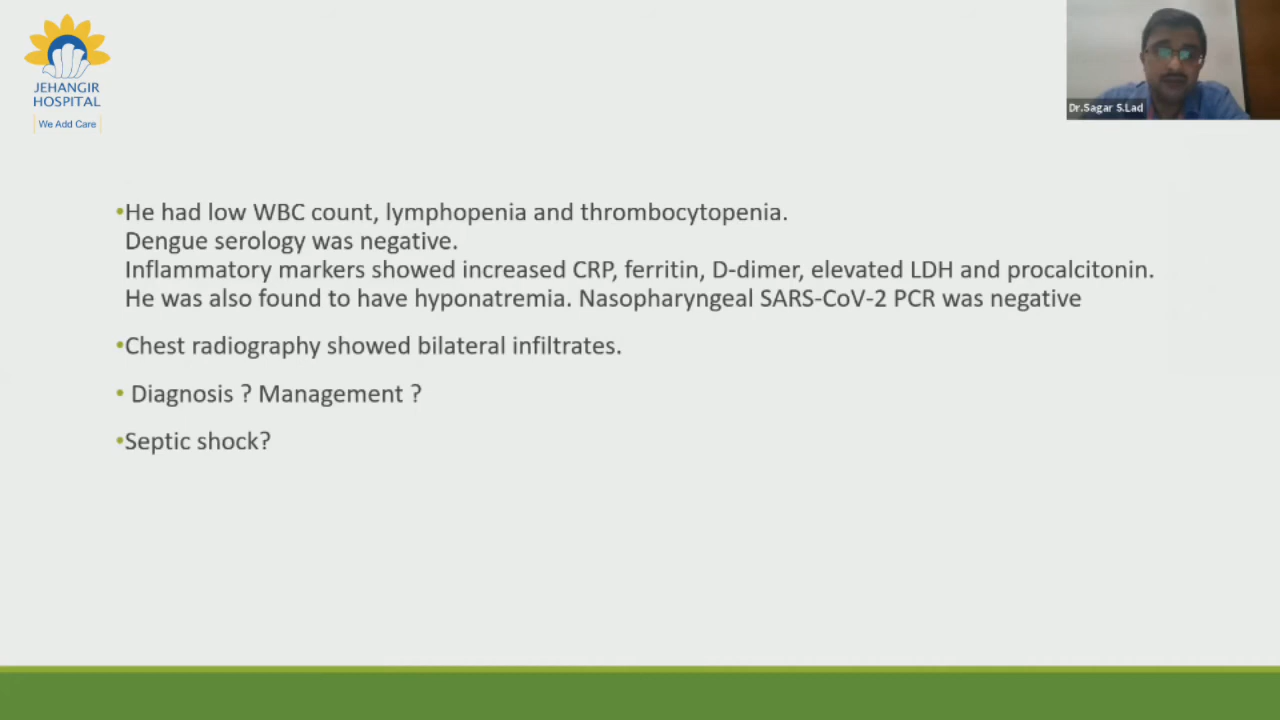 JEHANGIR
HOSPITAL
We Add Care
Dr.Sagar S.Lad
•He had low WBC count, lymphopenia and thrombocytopenia.
Dengue serology was negative.
Inflammatory markers showed increased CRP, ferritin, D-dimer, elevated LDH and procalcitonin.
He was also found to have hyponatremia. Nasopharyngeal SARS-CoV-2 PCR was negative
•Chest radiography showed bilateral infiltrates.
• Diagnosis ? Management ?
•Septic shock?